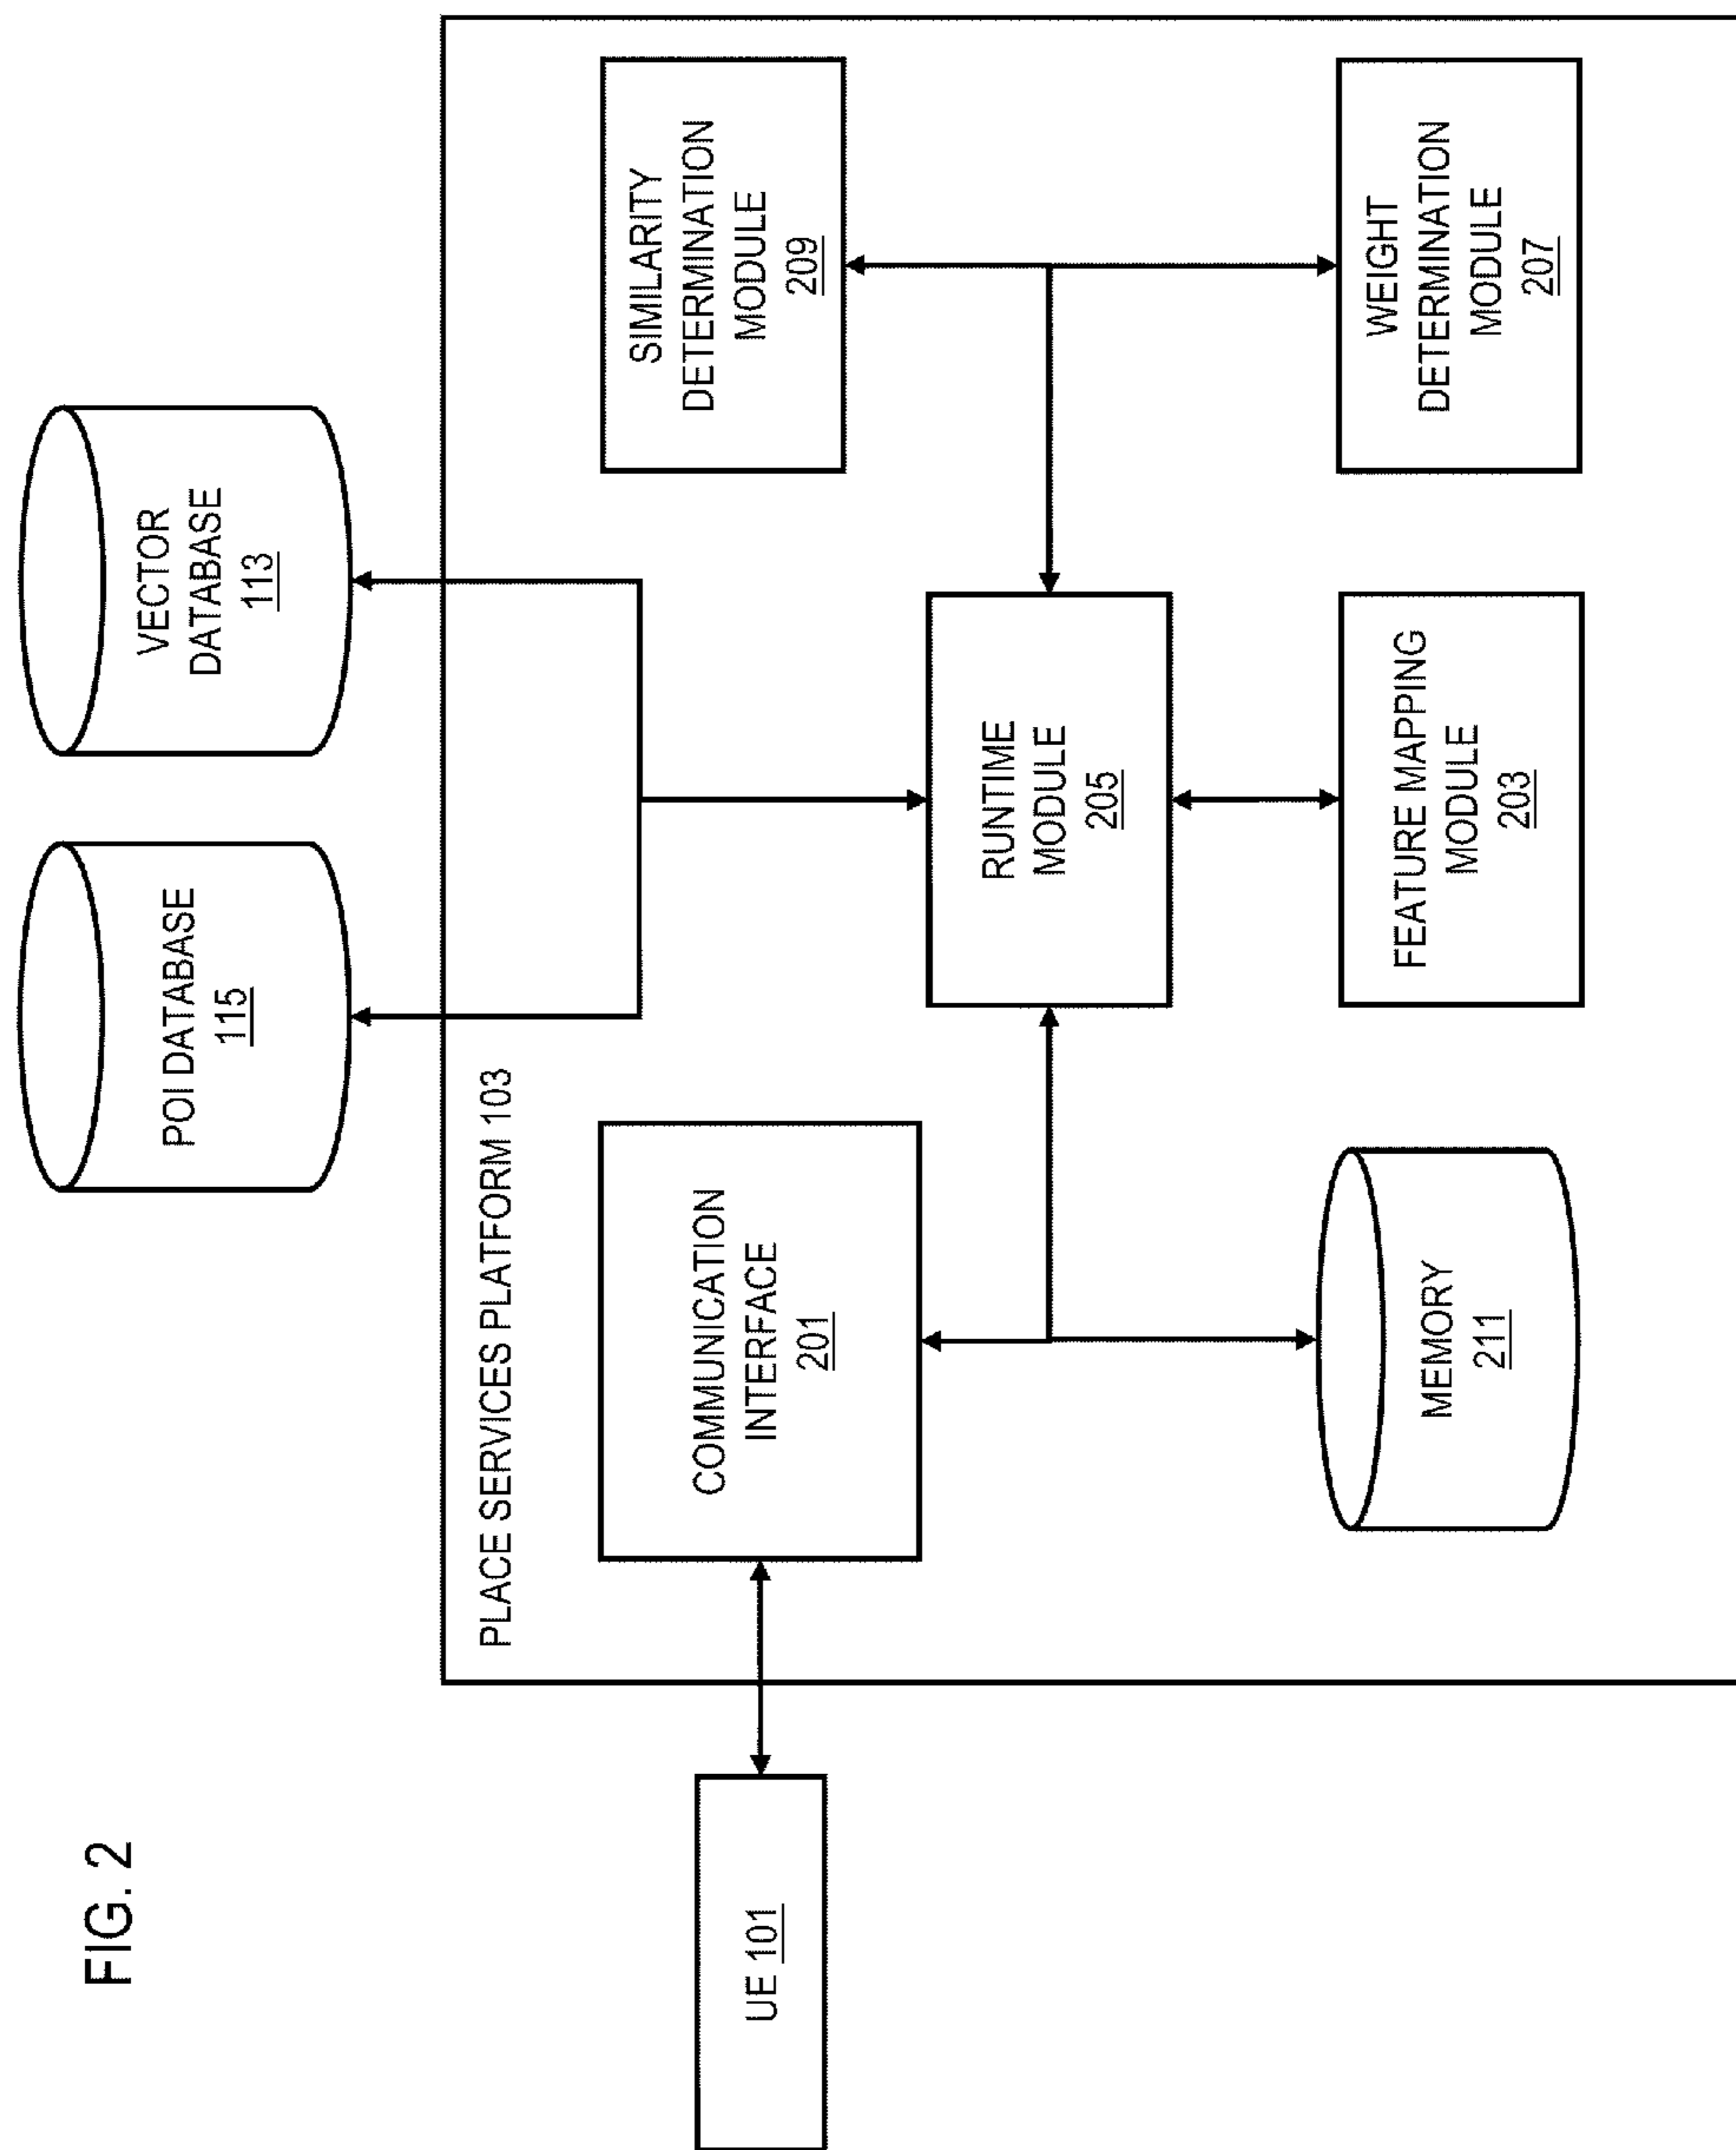 FIG. 2
POI DATABASE
115
VECTOR
DATABASE
113
PLACE SERVICES PLATFORM 103
UE 101
COMMUNICATION
INTERFACE
201
SIMILARITY
DETERMINATION
MODULE
209
RUNTIME
MODULE
205
MEMORY
211
FEATURE MAPPING
MODULE
203
WEIGHT
DETERMINATION
MODULE
207